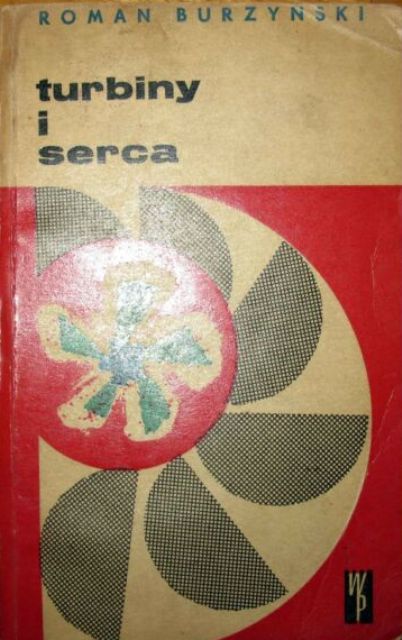 ROMAN BURZYŃSKI
turbiny
i
serca
WP